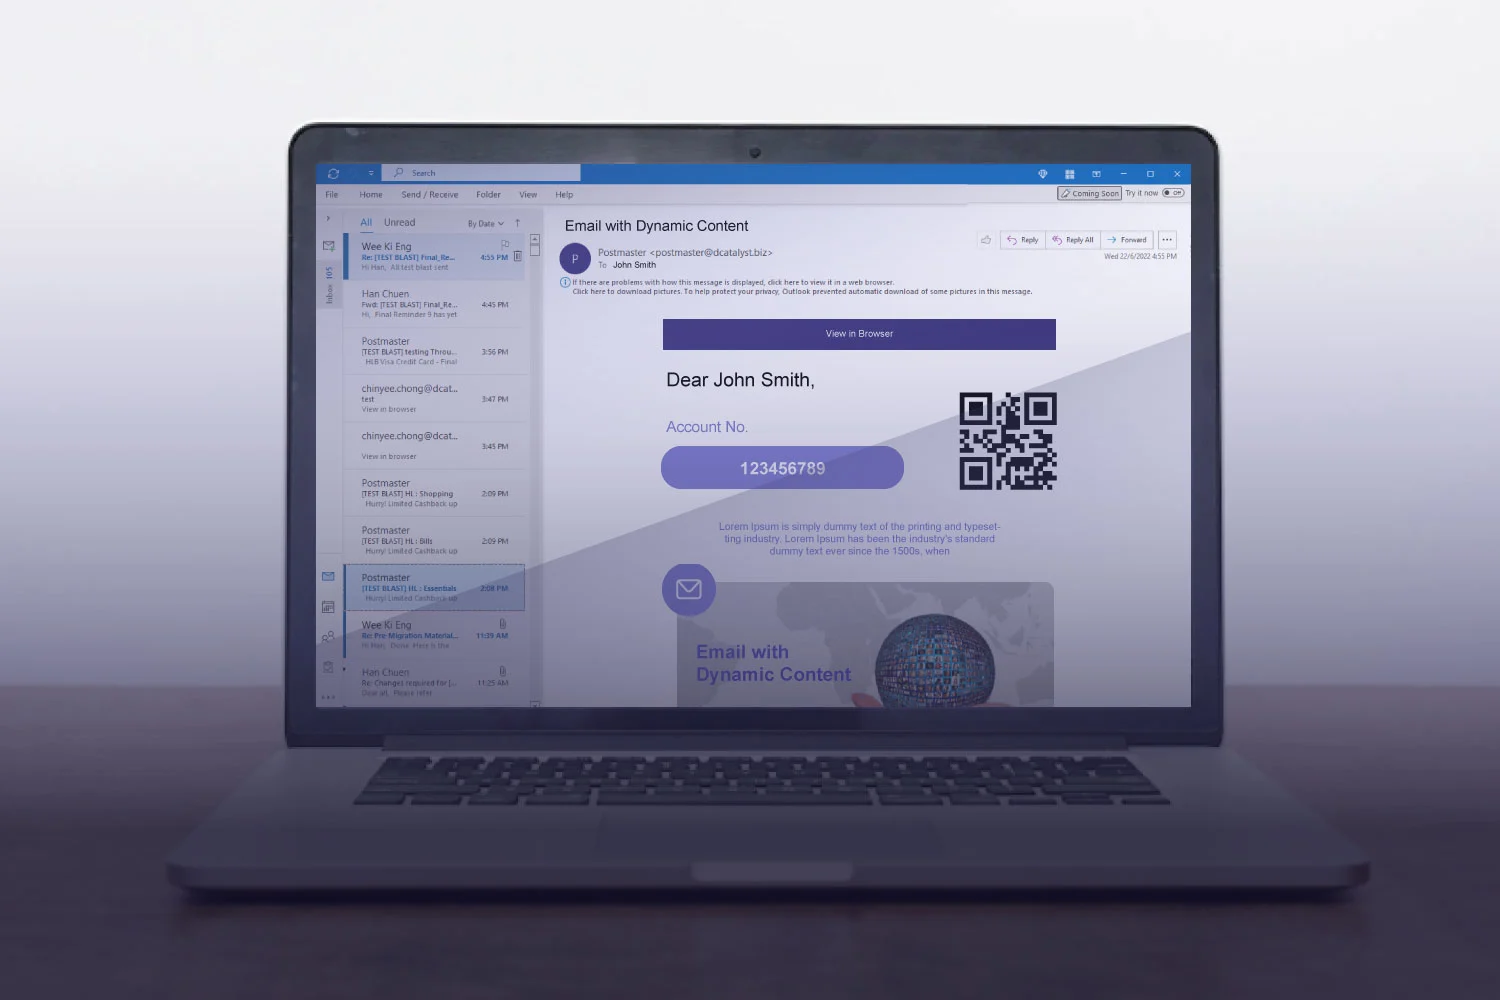 Search
File Home Send / Receive Folder View Help
Coming Soon Try it now Off
All Unread By Date
Inbox 105
Wee Ki Eng
Re: [TEST BLAST] Final_Re... 4:55 PM
Hi Han, All test blast sent
Han Chuen
Fwd: [TEST BLAST] Final_Re... 4:45 PM
Hi, Final Reminder 9 has yet
Postmaster
[TEST BLAST] testing Throu... 3:56 PM
HLB Visa Credit Card - Final
chinyee.chong@dcat...
test 3:47 PM
View in browser
chinyee.chong@dcat...
3:45 PM
View in browser
Postmaster
[TEST BLAST] HL : Shopping 2:09 PM
Hurry! Limited Cashback up
Postmaster
[TEST BLAST] HL : Bills 2:09 PM
Hurry! Limited Cashback up
Postmaster
[TEST BLAST] HL : Essentials 2:08 PM
Hurry! Limited Cashback up
Wee Ki Eng
Re: Pre-Migration Material... 11:39 AM
Hi Han, Done. Here is the
Han Chuen
Re: Changes required for [... 11:25 AM
Dear all, Please refer
Email with Dynamic Content
P
Postmaster <postmaster@dcatalyst.biz>
To John Smith
Reply Reply All Forward
Wed 22/6/2022 4:55 PM
If there are problems with how this message is displayed, click here to view it in a web browser.
Click here to download pictures. To help protect your privacy, Outlook prevented automatic download of some pictures in this message.
View in Browser
Dear John Smith,
Account No.
123456789
Lorem Ipsum is simply dummy text of the printing and typeset-
ting industry. Lorem Ipsum has been the industry's standard
dummy text ever since the 1500s, when
Email with
Dynamic Content